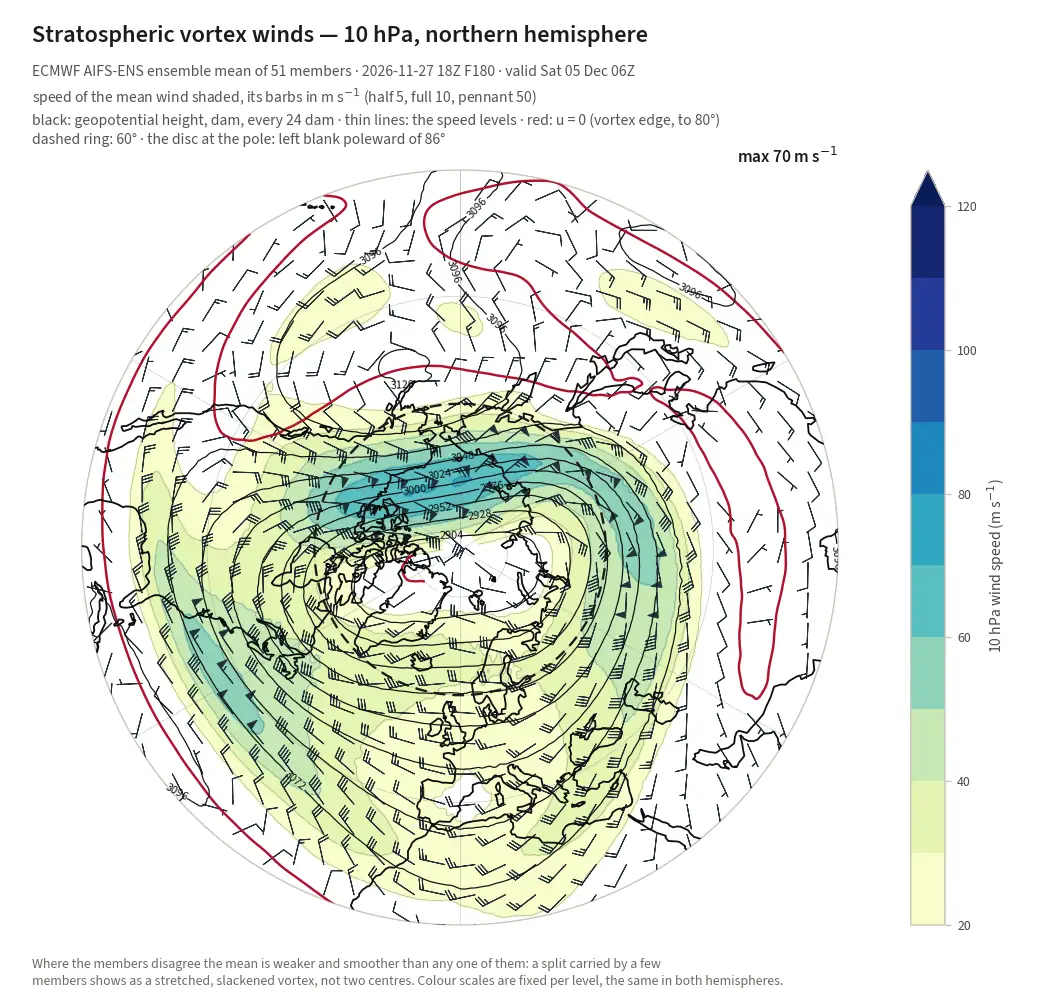 Stratospheric vortex winds — 10 hPa, northern hemisphere
ECMWF AIFS-ENS ensemble mean of 51 members · 2026-11-27 18Z F180 · valid Sat 05 Dec 06Z
speed of the mean wind shaded, its barbs in m s⁻¹ (half 5, full 10, pennant 50)
black: geopotential height, dam, every 24 dam · thin lines: the speed levels · red: u = 0 (vortex edge, to 80°)
dashed ring: 60° · the disc at the pole: left blank poleward of 86°
max 70 m s⁻¹
3096
3096
3096
3096
3096
3120
3048
3024
3000
2976
2952
2928
2904
3072
3096
120
100
80
60
40
20
10 hPa wind speed (m s⁻¹)
Where the members disagree the mean is weaker and smoother than any one of them: a split carried by a few
members shows as a stretched, slackened vortex, not two centres. Colour scales are fixed per level, the same in both hemispheres.